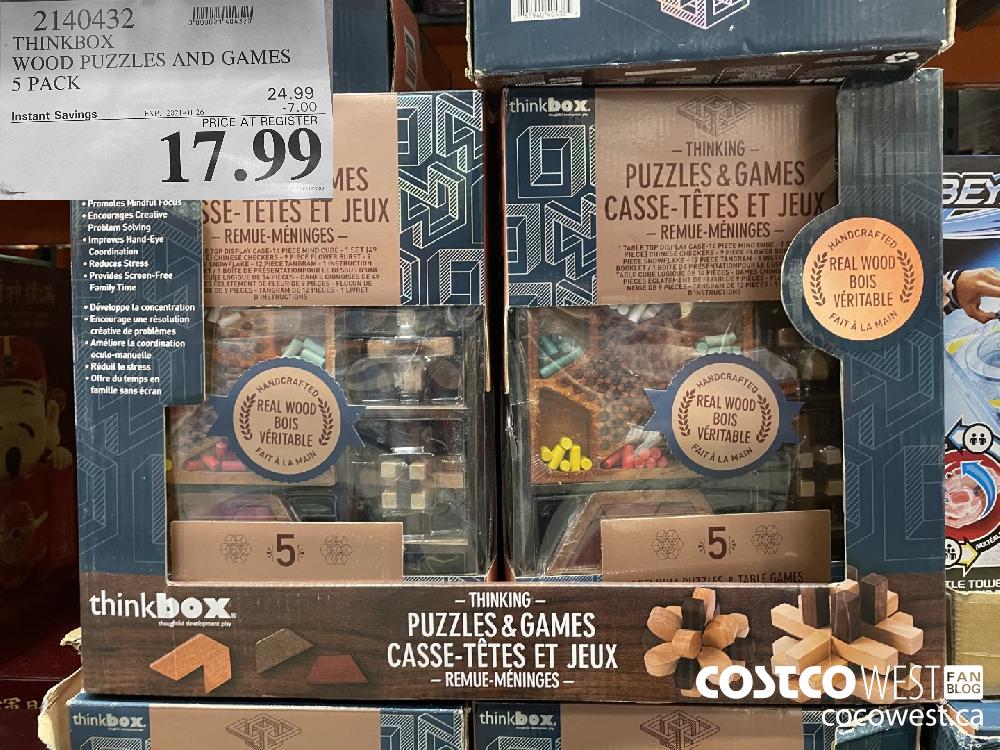 2140432
THINKBOX
WOOD PUZZLES AND GAMES
5 PACK
24.99
-7.00
Instant Savings
PRICE AT REGISTER
17.99
• Promotes Mindful Focus
• Encourages Creative
Problem Solving
• Improves Hand-Eye
Coordination
• Reduces Stress
• Provides Screen-Free
Family Time
• Développe la concentration
• Encourage une résolution
créative de problèmes
• Améliore la coordination
oculo-manuelle
• Réduit le stress
• Offre du temps en
famille sans écran
MES
SSE-TÊTES ET JEUX
- REMUE-MÉNINGES -
HANDCRAFTED
REAL WOOD
BOIS
VÉRITABLE
FAIT À LA MAIN
5
thinkbox.
- THINKING -
PUZZLES & GAMES
CASSE-TÊTES ET JEUX
- REMUE-MÉNINGES -
HANDCRAFTED
REAL WOOD
BOIS
VÉRITABLE
FAIT À LA MAIN
HANDCRAFTED
REAL WOOD
BOIS
VÉRITABLE
FAIT À LA MAIN
5
PUZZLES & TABLE GAMES
BEY
thinkbox.
thoughtful development play
- THINKING -
PUZZLES & GAMES
CASSE-TÊTES ET JEUX
- REMUE-MÉNINGES -
COSTCO WEST
FAN
BLOG
cocowest.ca
thinkbox.
thinkbox.